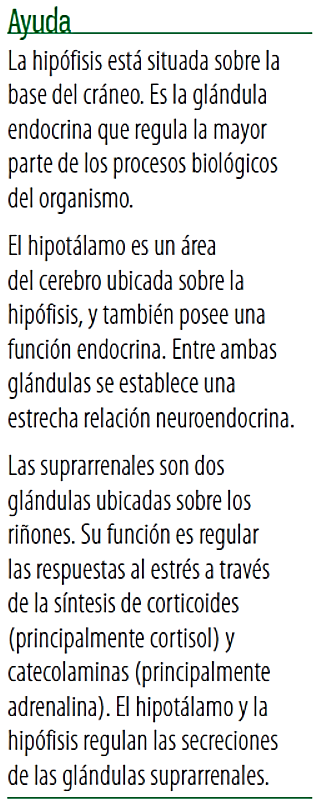 Ayuda
La hipófisis está situada sobre la
base del cráneo. Es la glándula
endocrina que regula la mayor
parte de los procesos biológicos
del organismo.
El hipotálamo es un área
del cerebro ubicada sobre la
hipófisis, y también posee una
función endocrina. Entre ambas
glándulas se establece una
estrecha relación neuroendocrina.
Las suprarrenales son dos
glándulas ubicadas sobre los
riñones. Su función es regular
las respuestas al estrés a través
de la síntesis de corticoides
(principalmente cortisol) y
catecolaminas (principalmente
adrenalina). El hipotálamo y la
hipófisis regulan las secreciones
de las glándulas suprarrenales.